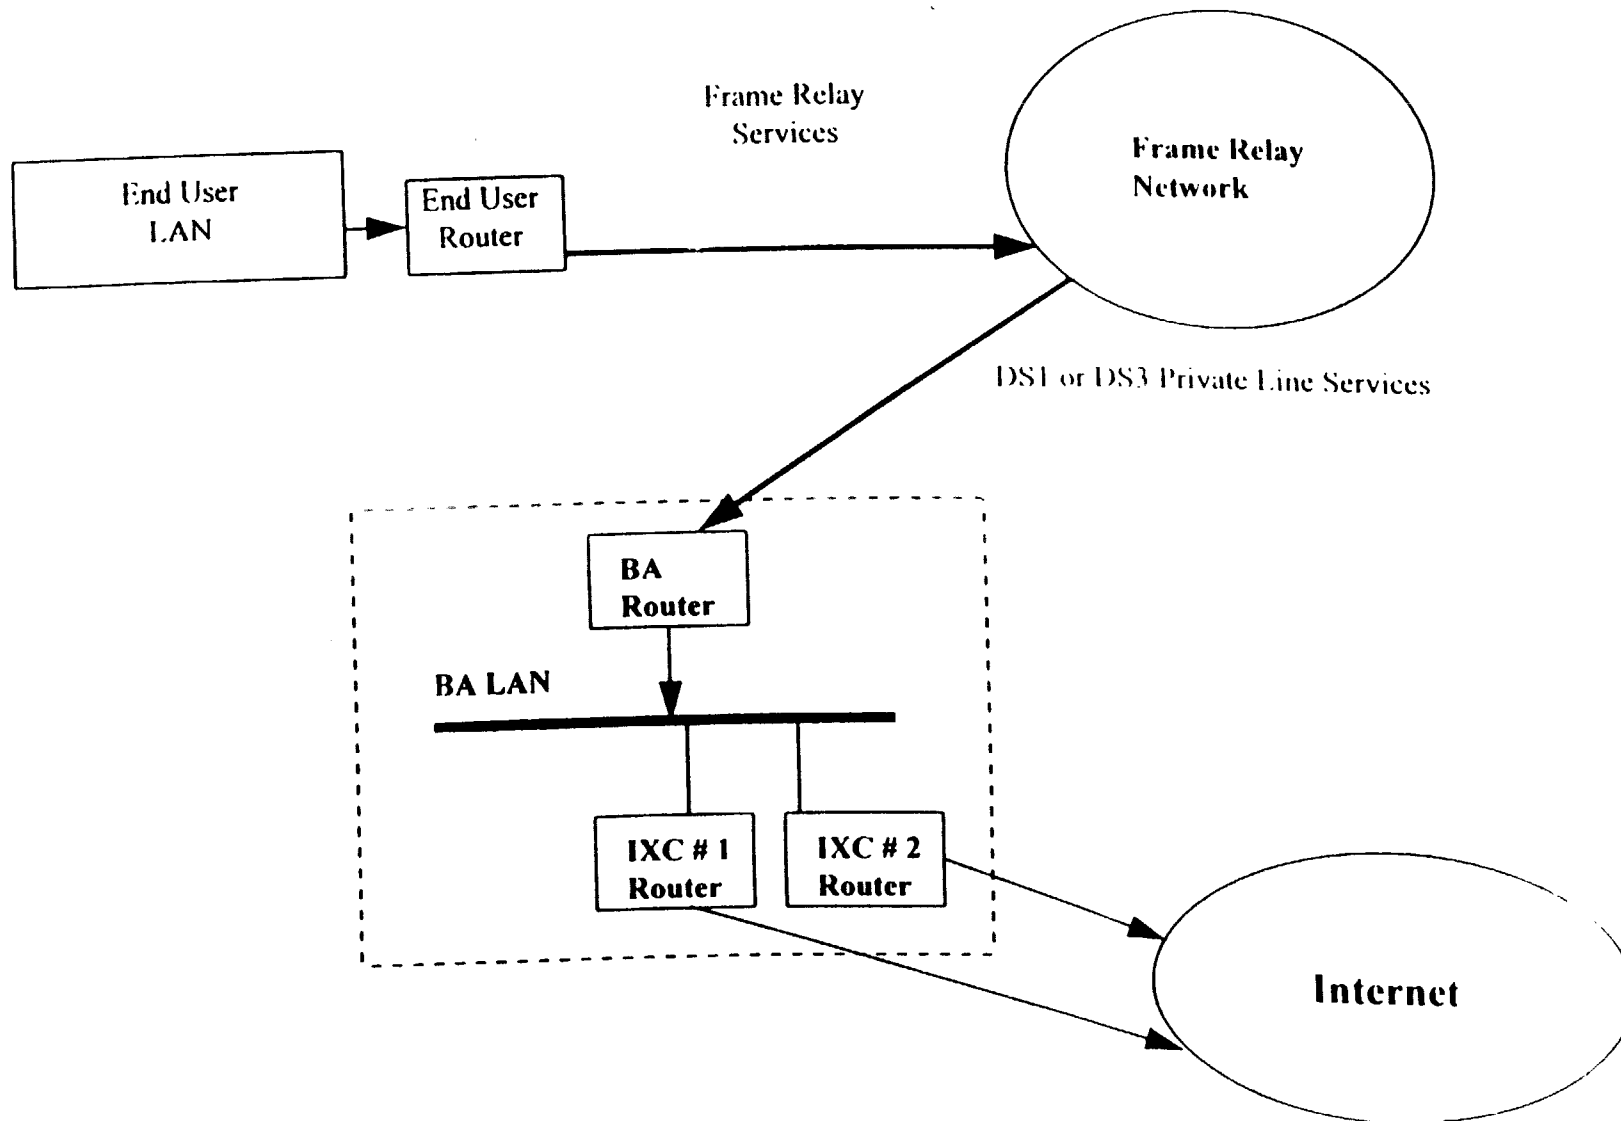 Frame Relay
Services
Frame Relay
Network
End User
LAN
End User
Router
DS1 or DS3 Private Line Services
BA
Router
BA LAN
IXC # 1
Router
IXC # 2
Router
Internet